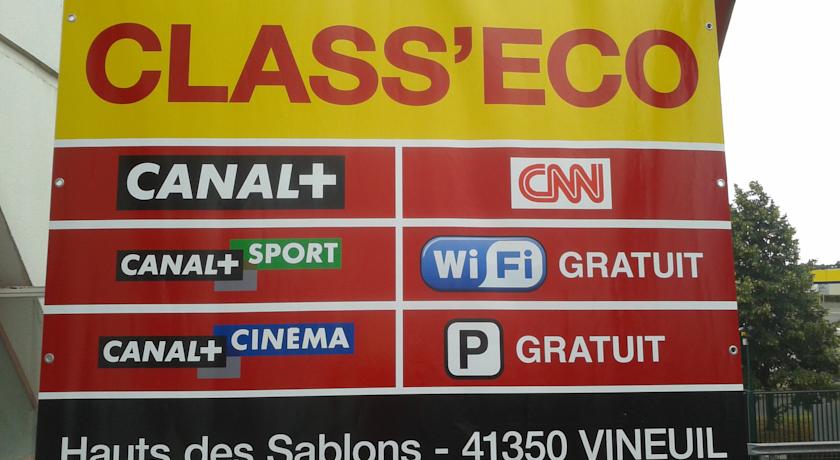 CLASS'ECO
CANAL+ CNN
CANAL+ SPORT WiFi GRATUIT
CANAL+ CINEMA P GRATUIT
Hauts des Sablons - 41350 VINEUIL